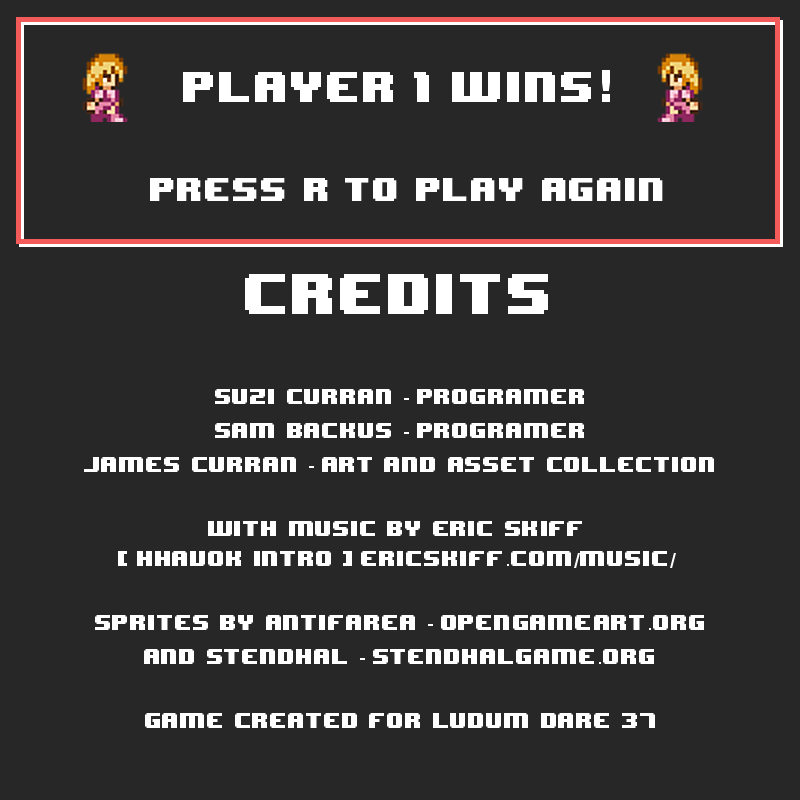 PLAYER 1 WINS!
PRESS R TO PLAY AGAIN
CREDITS
SUZI CURRAN - PROGRAMER
SAM BACKUS - PROGRAMER
JAMES CURRAN - ART AND ASSET COLLECTION
WITH MUSIC BY ERIC SKIFF
[ HHAVOK INTRO ] ERICSKIFF.COM/MUSIC/
SPRITES BY ANTIFAREA - OPENGAMEART.ORG
AND STENDHAL - STENDHALGAME.ORG
GAME CREATED FOR LUDUM DARE 37